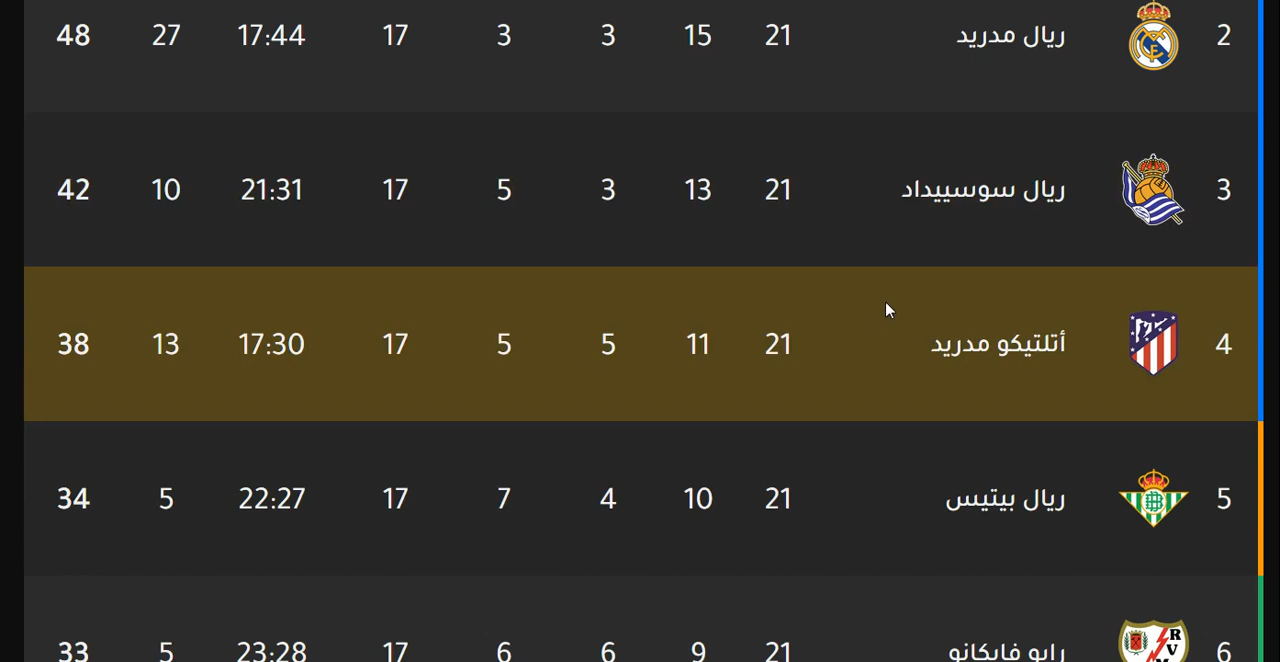 2 ريال مدريد 21 15 3 3 17 17:44 27 48
3 ريال سوسييداد 21 13 3 5 17 21:31 10 42
4 أتلتيكو مدريد 21 11 5 5 17 17:30 13 38
5 ريال بيتيس 21 10 4 7 17 22:27 5 34
6 رايو فايكانو 21 9 6 6 17 23:28 5 33